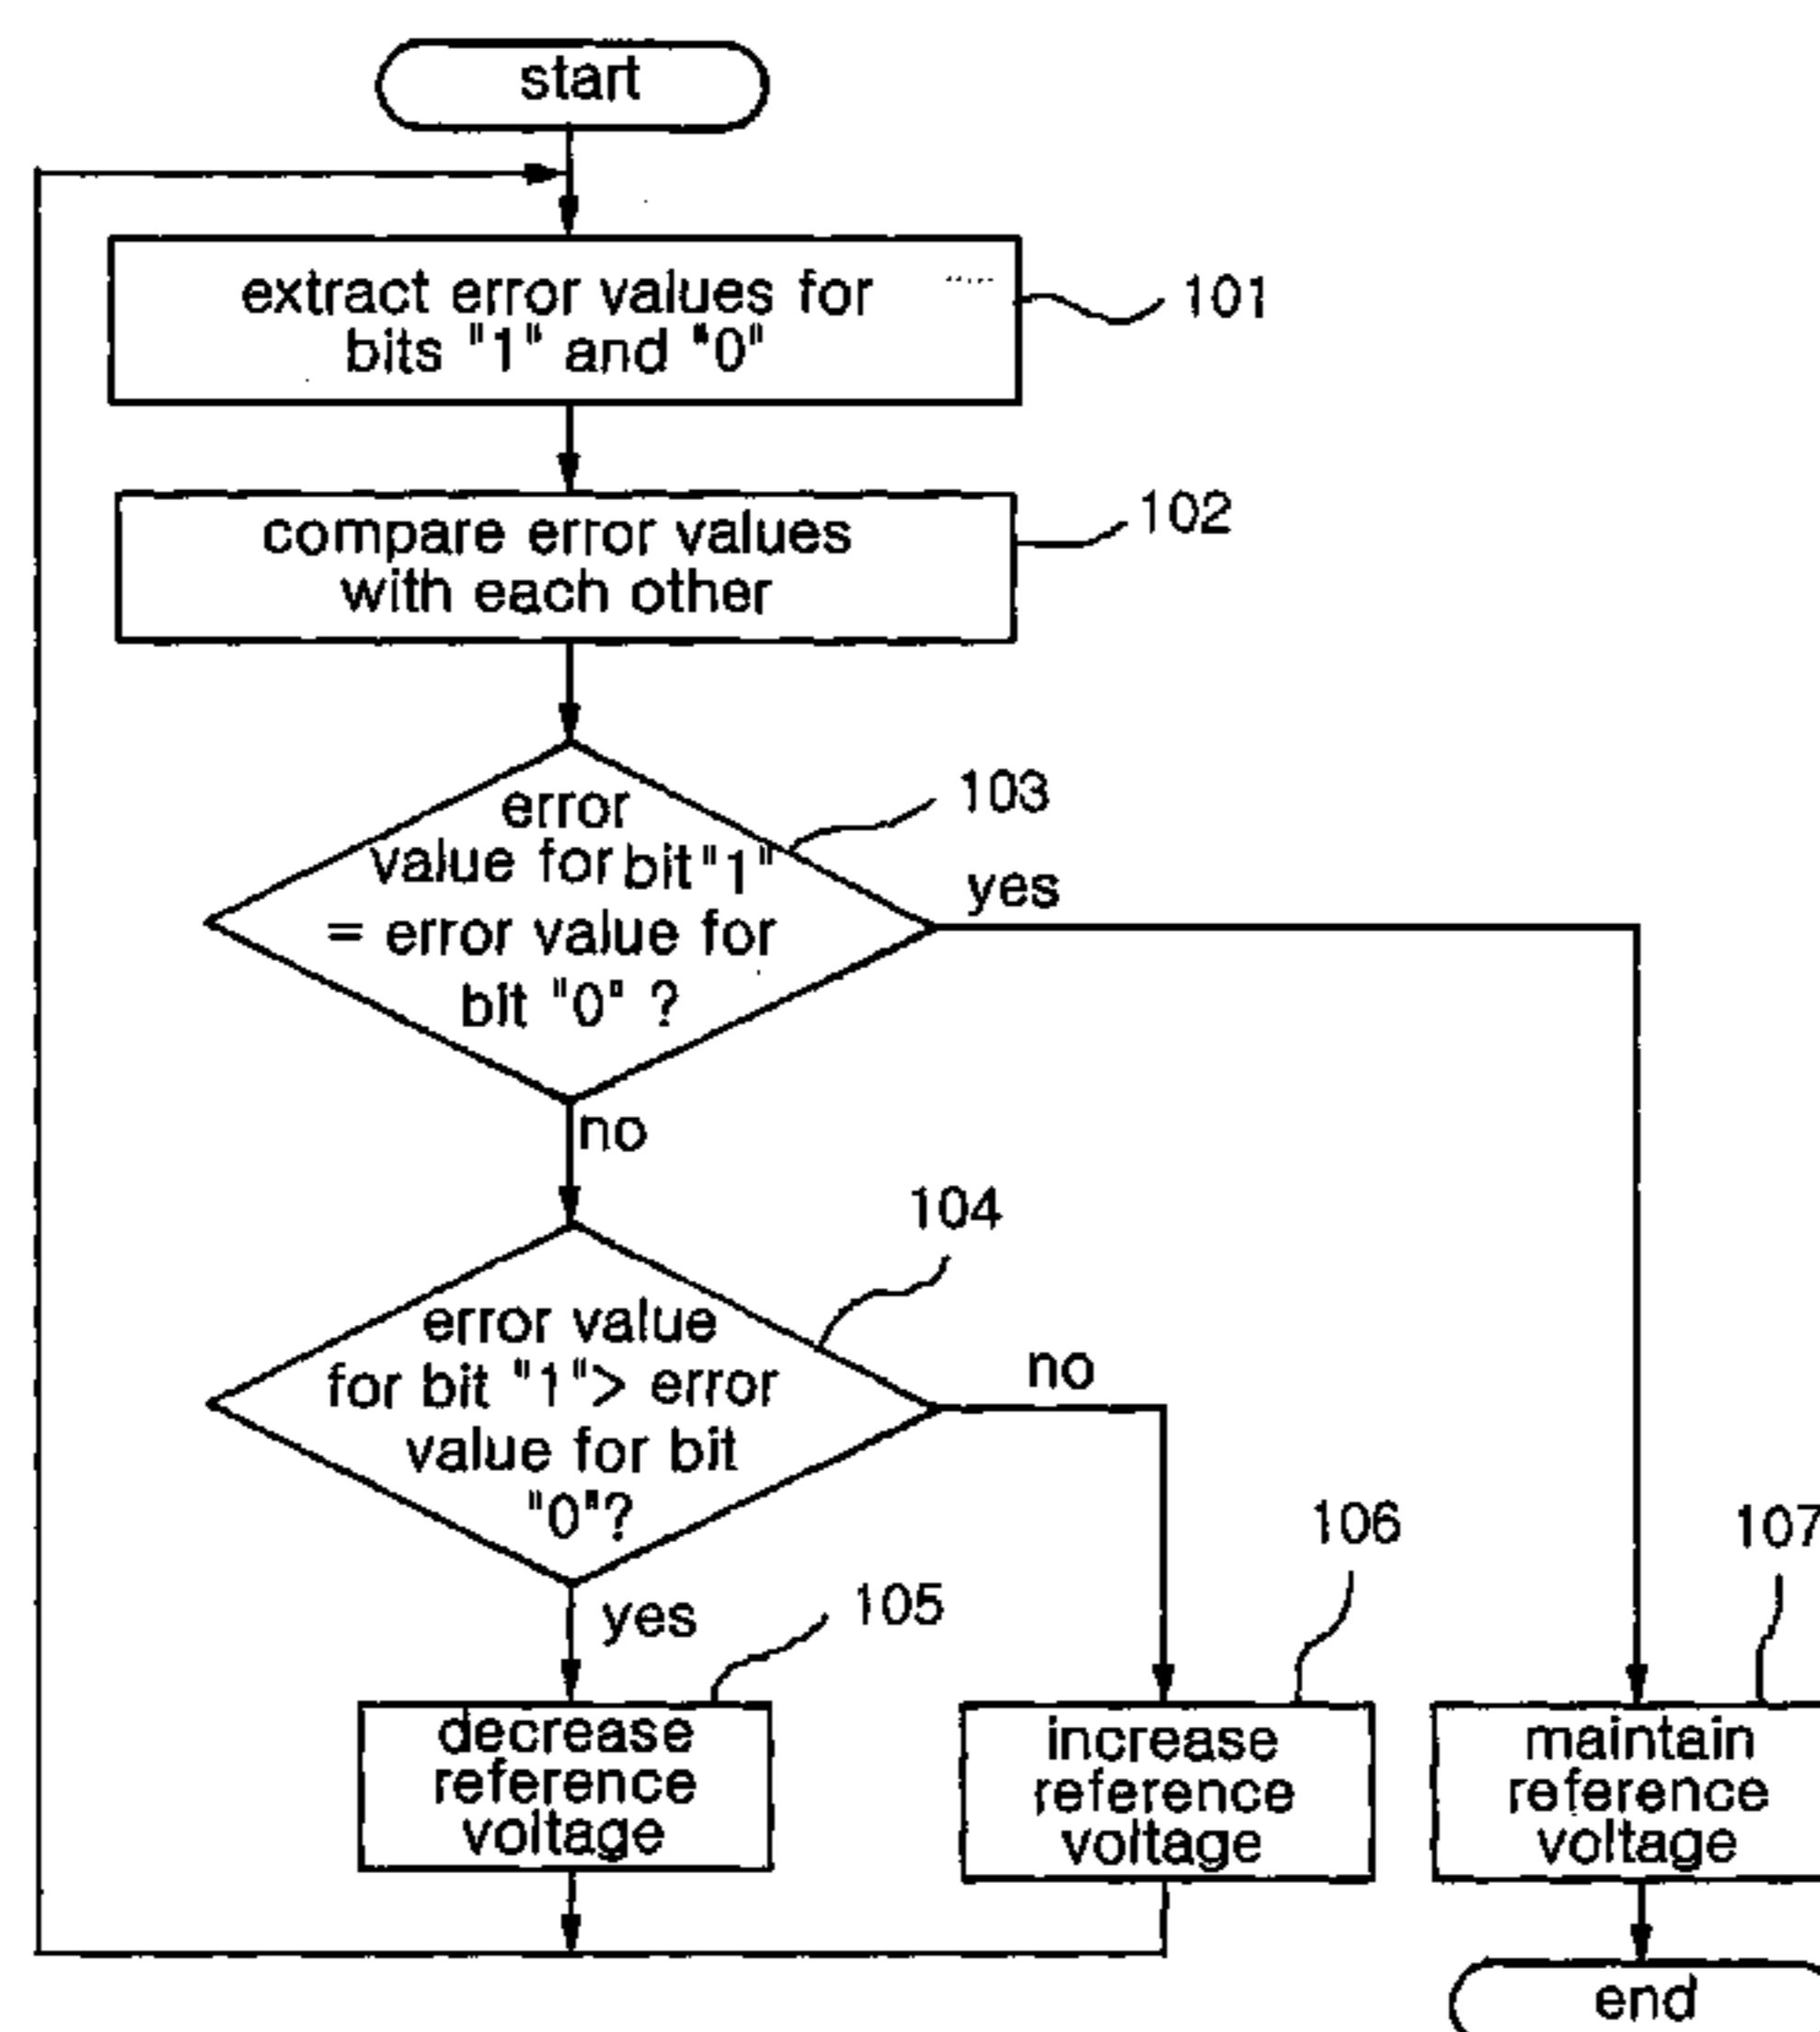 start
extract error values for
bits "1" and "0"
101
compare error values
with each other
102
error
value for bit "1"
= error value for
bit "0" ?
103
yes
no
104
error value
for bit "1"> error
value for bit
"0"?
no
yes
105
106
107
decrease
reference
voltage
increase
reference
voltage
maintain
reference
voltage
end